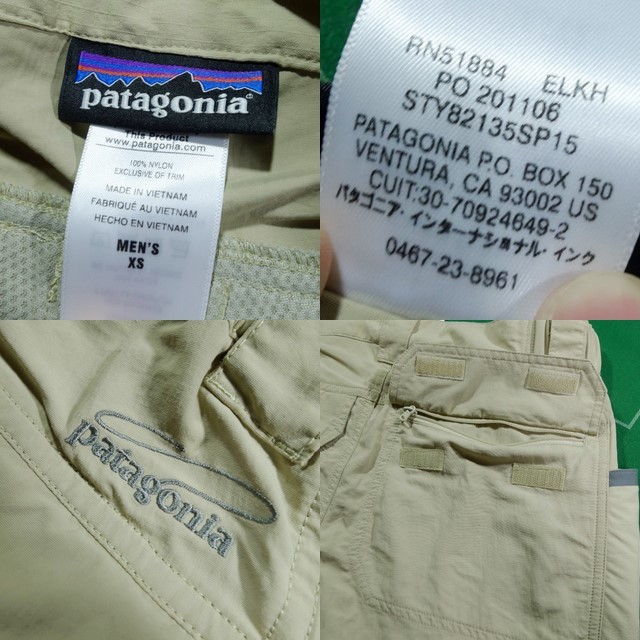 patagonia®
This Product
www.patagonia.com
100% NYLON
EXCLUSIVE OF TRIM
MADE IN VIETNAM
FABRIQUÉ AU VIETNAM
HECHO EN VIETNAM
MEN'S
XS
RN51884 ELKH
PO 201106
STY82135SP15
PATAGONIA P.O. BOX 150
VENTURA, CA 93002 US
CUIT:30-70924649-2
パタゴニア・インターナショナル・インク
0467-23-8961
patagonia